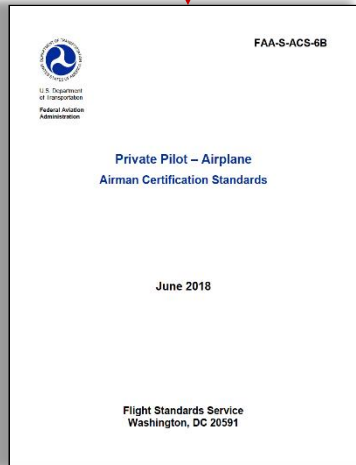 FAA-S-ACS-6B
U.S. Department
of Transportation
Federal Aviation
Administration
Private Pilot – Airplane
Airman Certification Standards
June 2018
Flight Standards Service
Washington, DC 20591